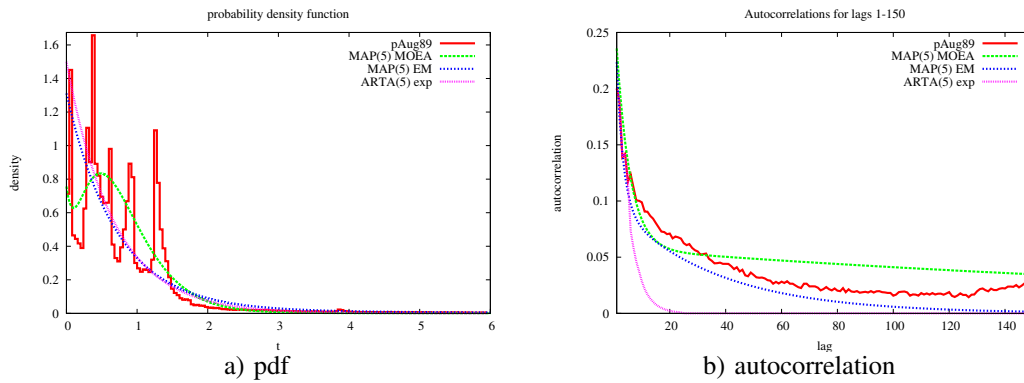 probability density function
pAug89
MAP(5) MOEA
MAP(5) EM
ARTA(5) exp
density
1.6
1.4
1.2
1
0.8
0.6
0.4
0.2
0
0 1 2 3 4 5 6
t
a) pdf
Autocorrelations for lags 1-150
pAug89
MAP(5) MOEA
MAP(5) EM
ARTA(5) exp
autocorrelation
0.25
0.2
0.15
0.1
0.05
0
20 40 60 80 100 120 140
lag
b) autocorrelation